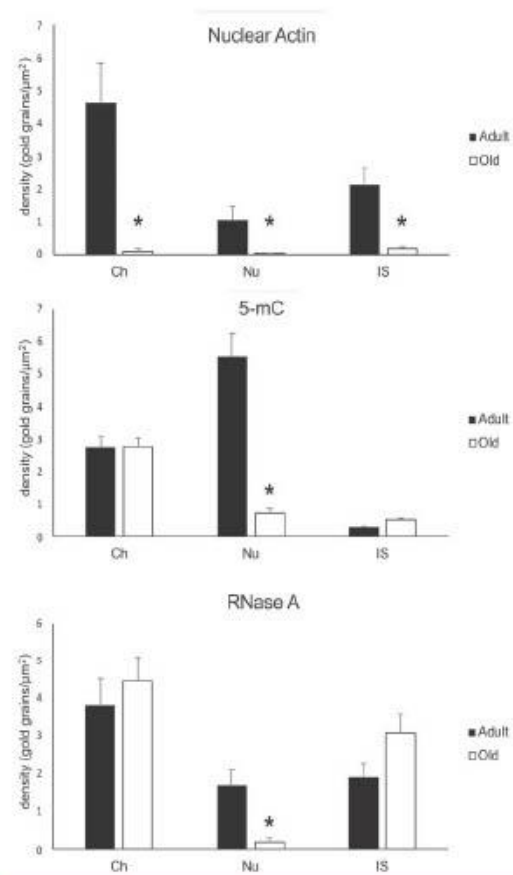 Nuclear Actin
density (gold grains/µm²)
7
6
5
4
3
2
1
0
*
*
*
Ch
Nu
IS
Adult
Old
5-mC
density (gold grains/µm²)
7
6
5
4
3
2
1
0
*
Ch
Nu
IS
Adult
Old
RNase A
density (gold grains/µm²)
6
5
4
3
2
1
0
*
Ch
Nu
IS
Adult
Old